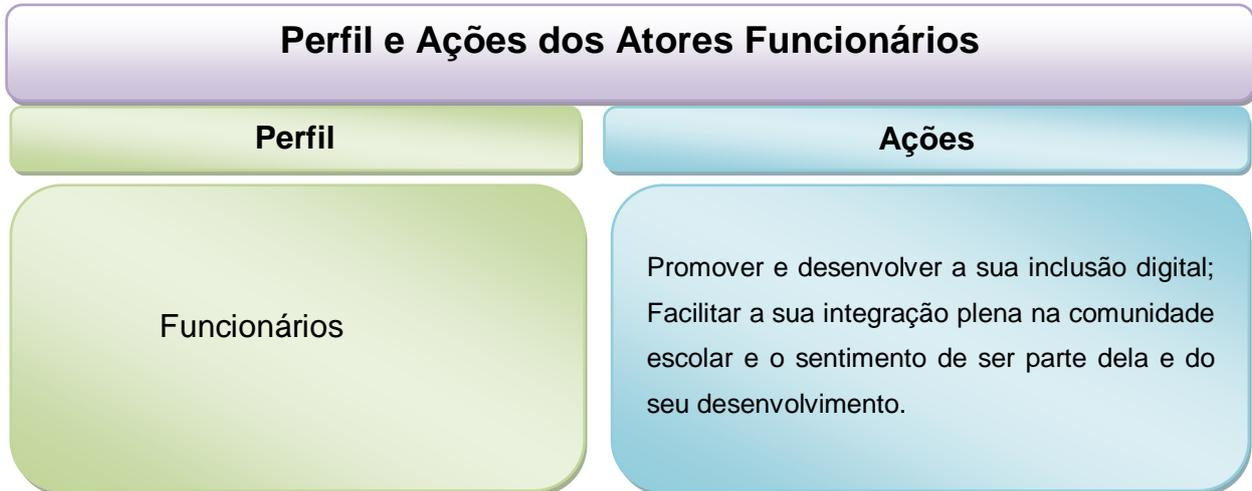 Perfil e Ações dos Atores Funcionários
Perfil
Ações
Funcionários
Promover e desenvolver a sua inclusão digital;
Facilitar a sua integração plena na comunidade
escolar e o sentimento de ser parte dela e do
seu desenvolvimento.